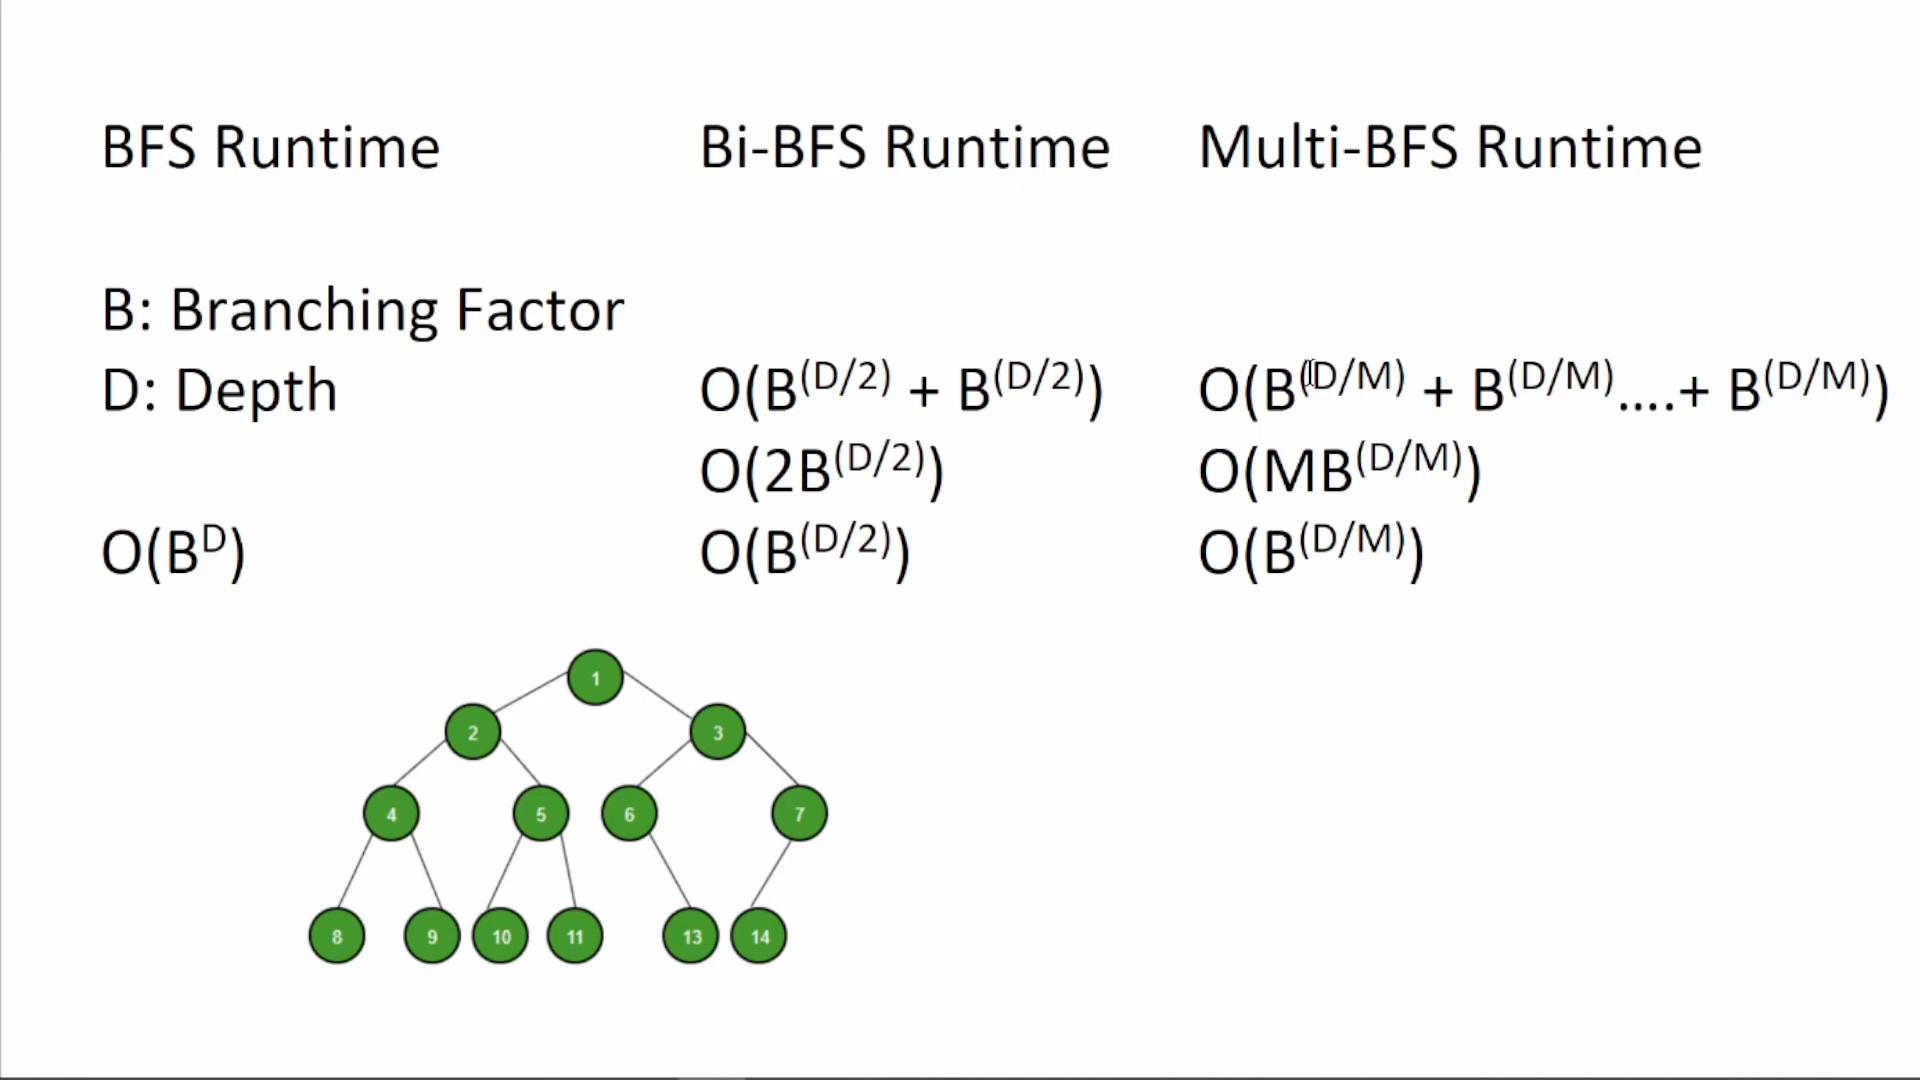 BFS Runtime
Bi-BFS Runtime
Multi-BFS Runtime
B: Branching Factor
D: Depth
O(B^(D/2) + B^(D/2))
O(B^(D/M) + B^(D/M)....+ B^(D/M))
O(2B^(D/2))
O(MB^(D/M))
O(B^D)
O(B^(D/2))
O(B^(D/M))
1
2
3
4
5
6
7
8
9
10
11
13
14